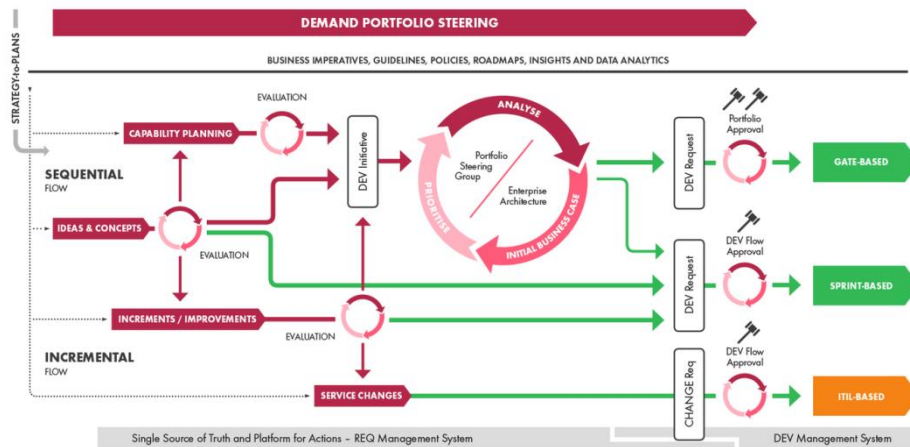 DEMAND PORTFOLIO STEERING
STRATEGY-to-PLANS
BUSINESS IMPERATIVES, GUIDELINES, POLICIES, ROADMAPS, INSIGHTS AND DATA ANALYTICS
EVALUATION
CAPABILITY PLANNING
SEQUENTIAL
FLOW
IDEAS & CONCEPTS
EVALUATION
INCREMENTS / IMPROVEMENTS
EVALUATION
INCREMENTAL
FLOW
SERVICE CHANGES
DEV Initiative
ANALYSE
Portfolio
Steering
Group
Enterprise
Architecture
PRIORITISE
INITIAL BUSINESS CASE
DEV Request
Portfolio
Approval
GATE-BASED
DEV Request
DEV Flow
Approval
SPRINT-BASED
CHANGE Req
DEV Flow
Approval
ITIL-BASED
Single Source of Truth and Platform for Actions – REQ Management System
DEV Management System